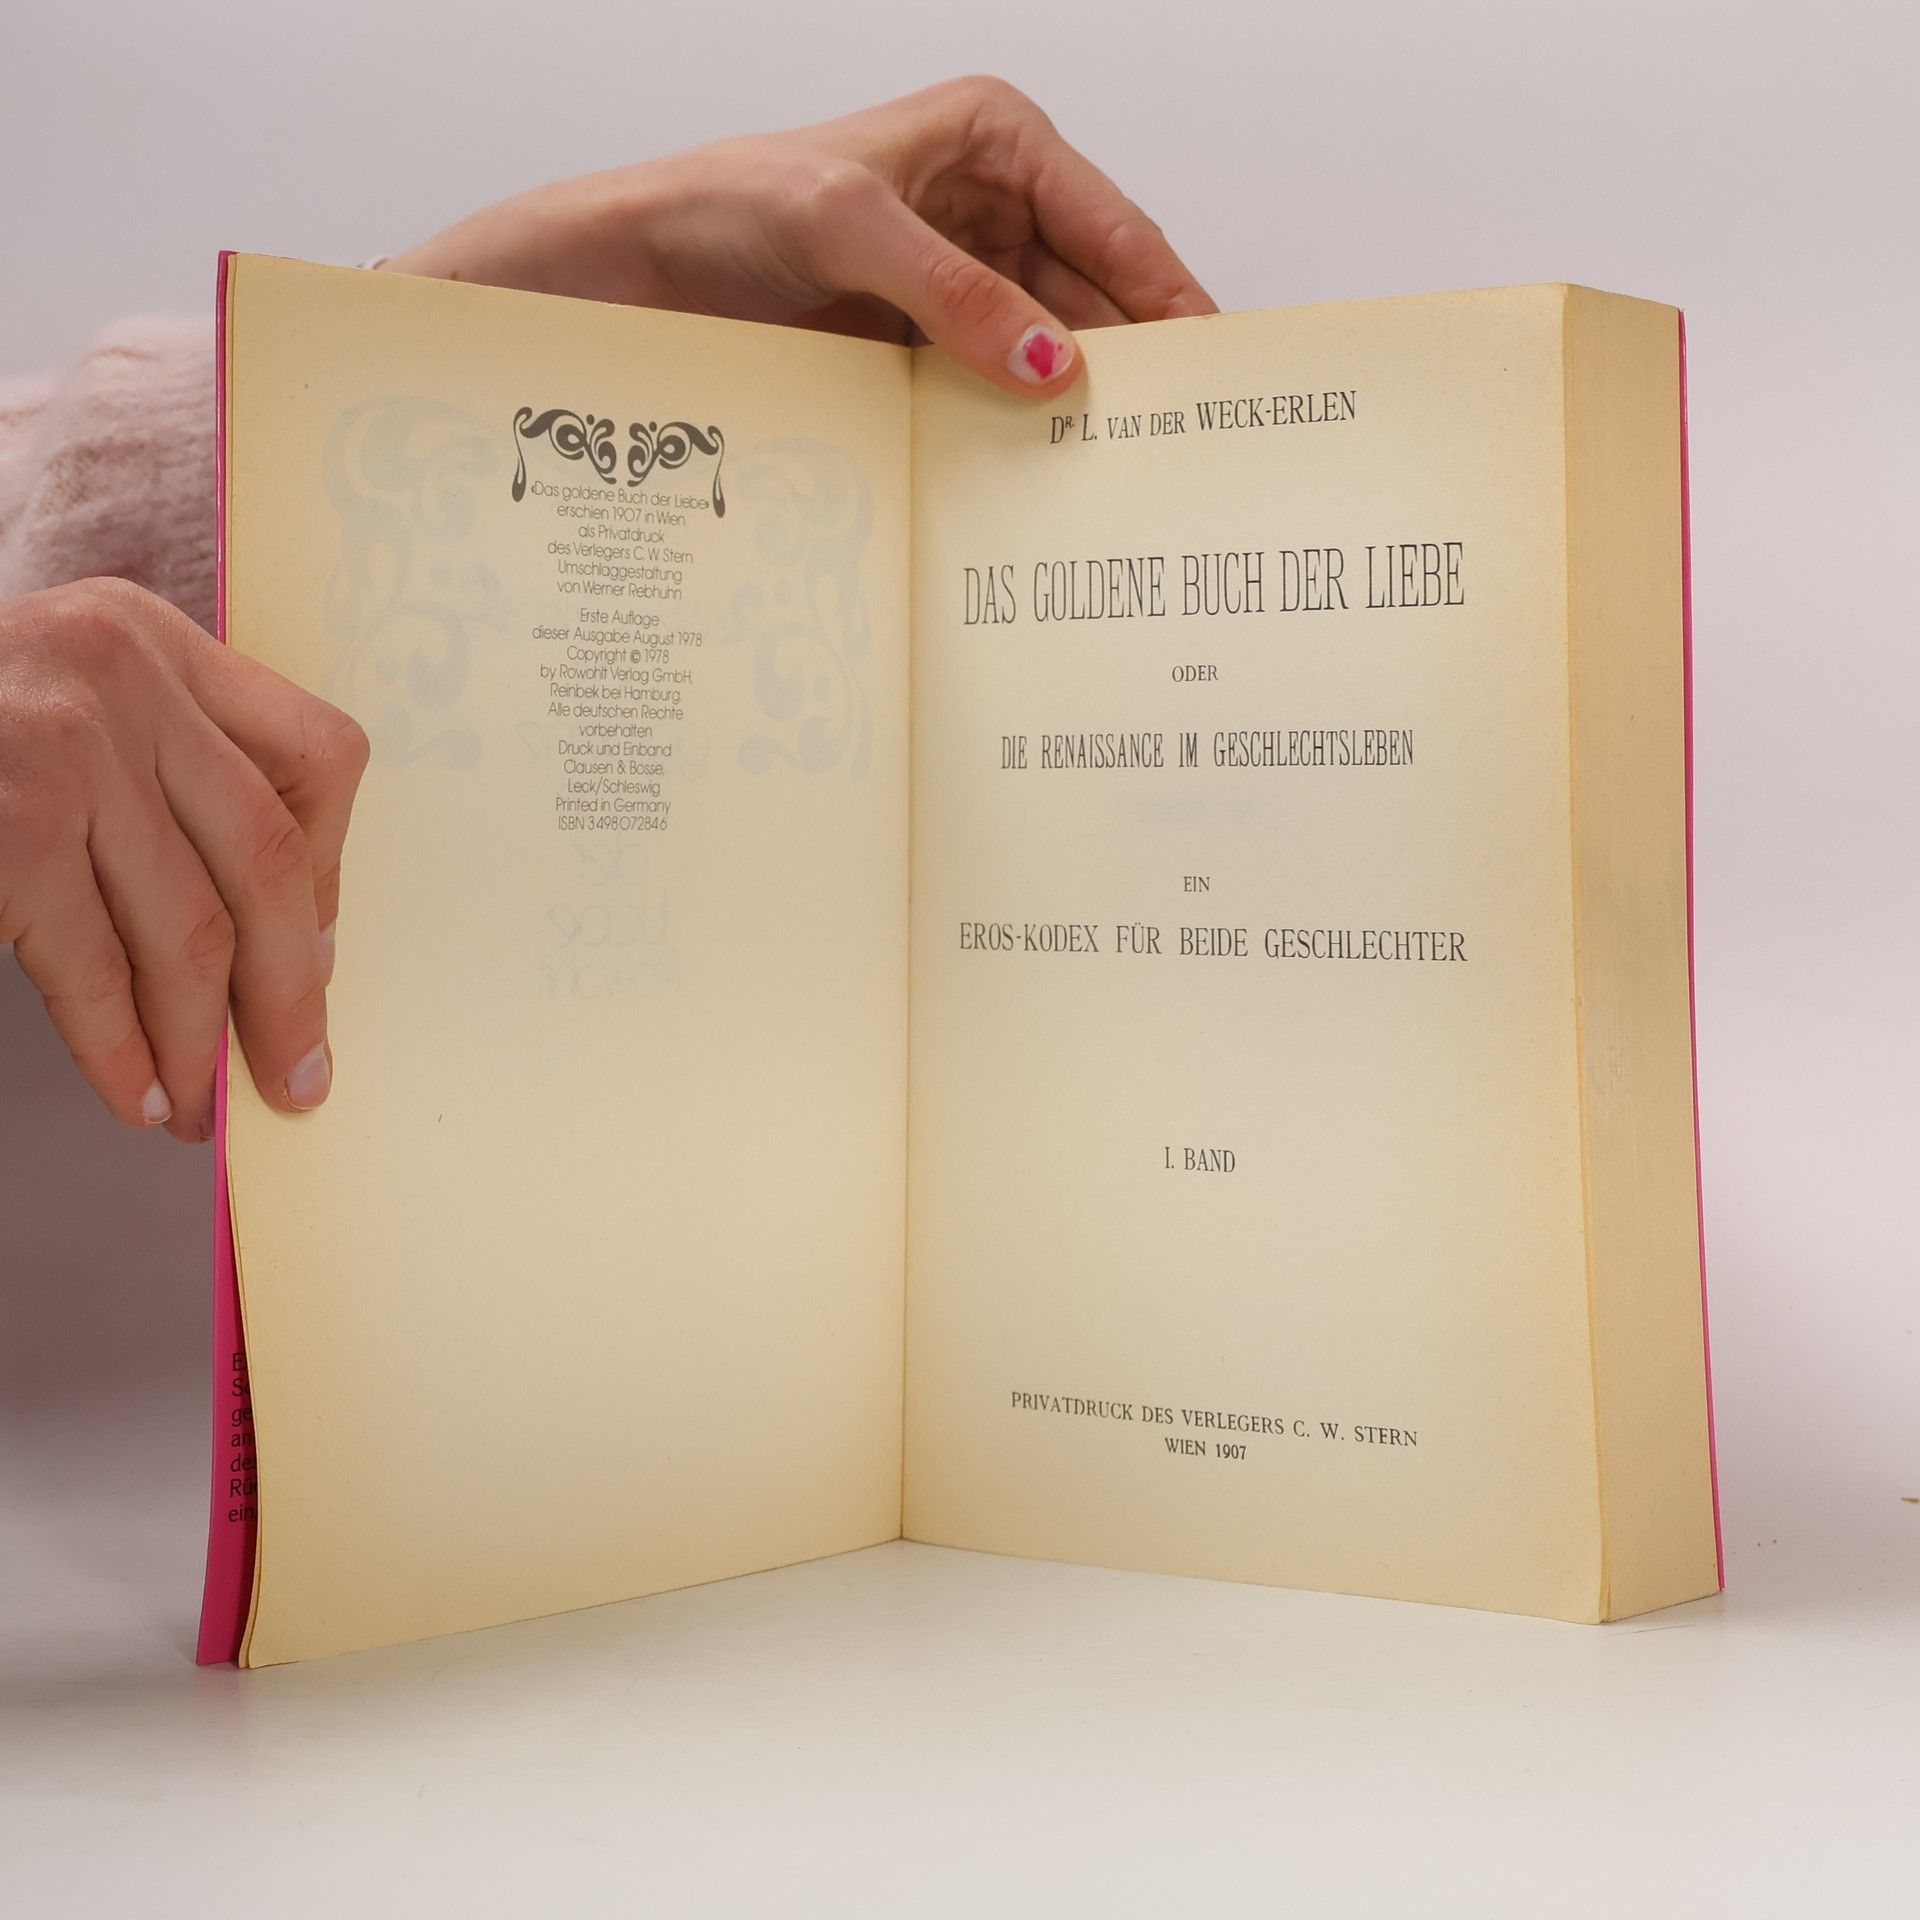 «Das goldene Buch der Liebe»
erschien 1907 in Wien
als Privatdruck
des Verlegers C. W. Stern
Umschlaggestaltung
von Werner Rebhuhn
Erste Auflage
dieser Ausgabe August 1978
Copyright © 1978
by Rowohlt Verlag GmbH,
Reinbek bei Hamburg
Alle deutschen Rechte
vorbehalten
Druck und Einband
Clausen & Bosse,
Leck/Schleswig
Printed in Germany
ISBN 3498072846
DR. L. VAN DER WECK-ERLEN
DAS GOLDENE BUCH DER LIEBE
ODER
DIE RENAISSANCE IM GESCHLECHTSLEBEN
EIN
EROS-KODEX FÜR BEIDE GESCHLECHTER
I. BAND
PRIVATDRUCK DES VERLEGERS C. W. STERN
WIEN 1907